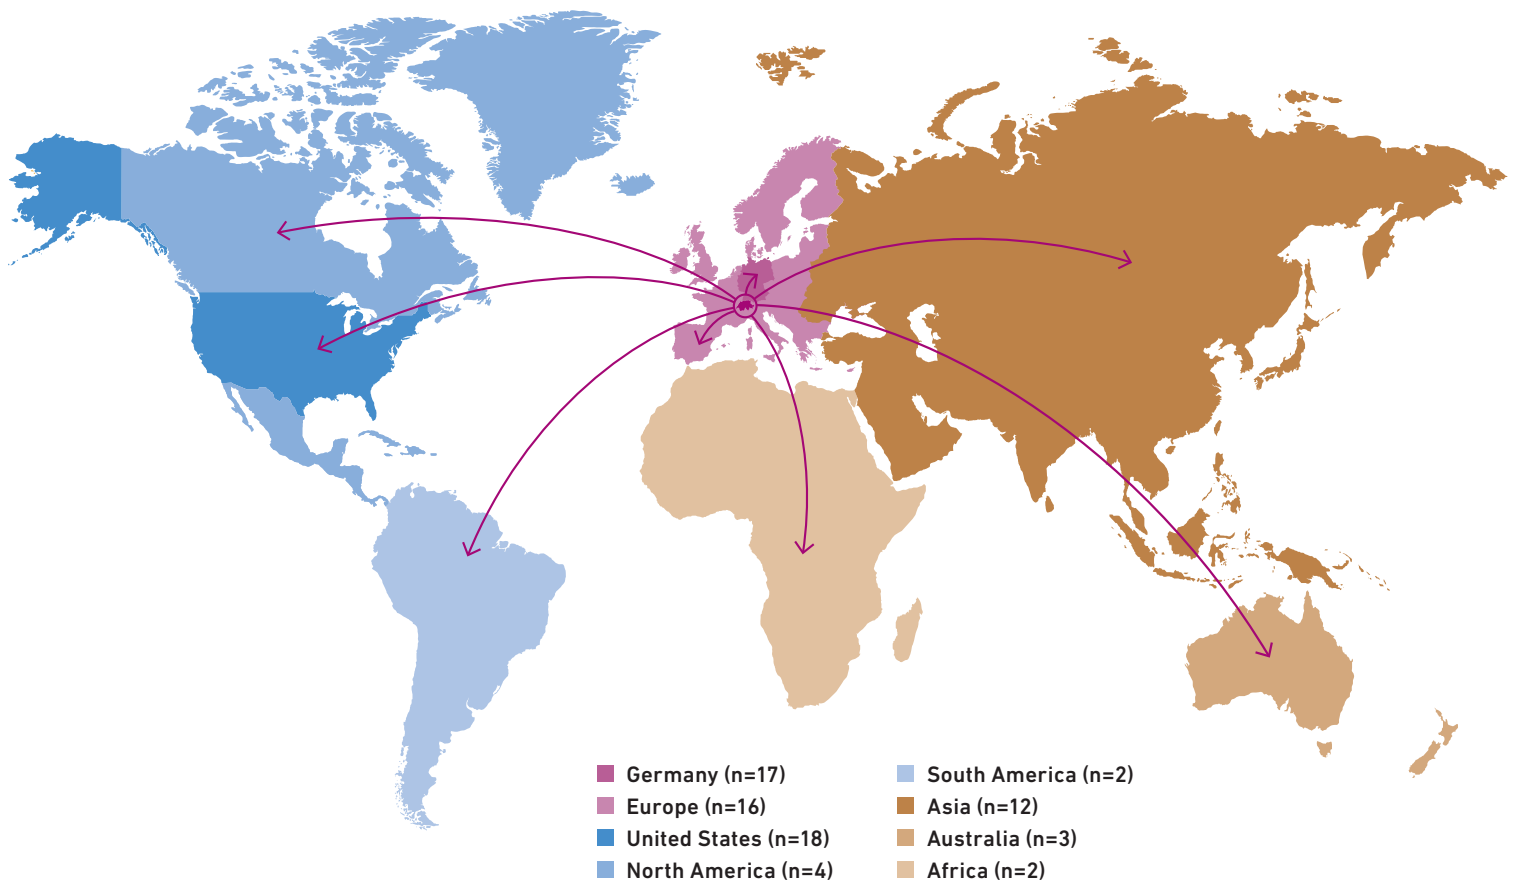 Germany (n=17)
Europe (n=16)
United States (n=18)
North America (n=4)
South America (n=2)
Asia (n=12)
Australia (n=3)
Africa (n=2)